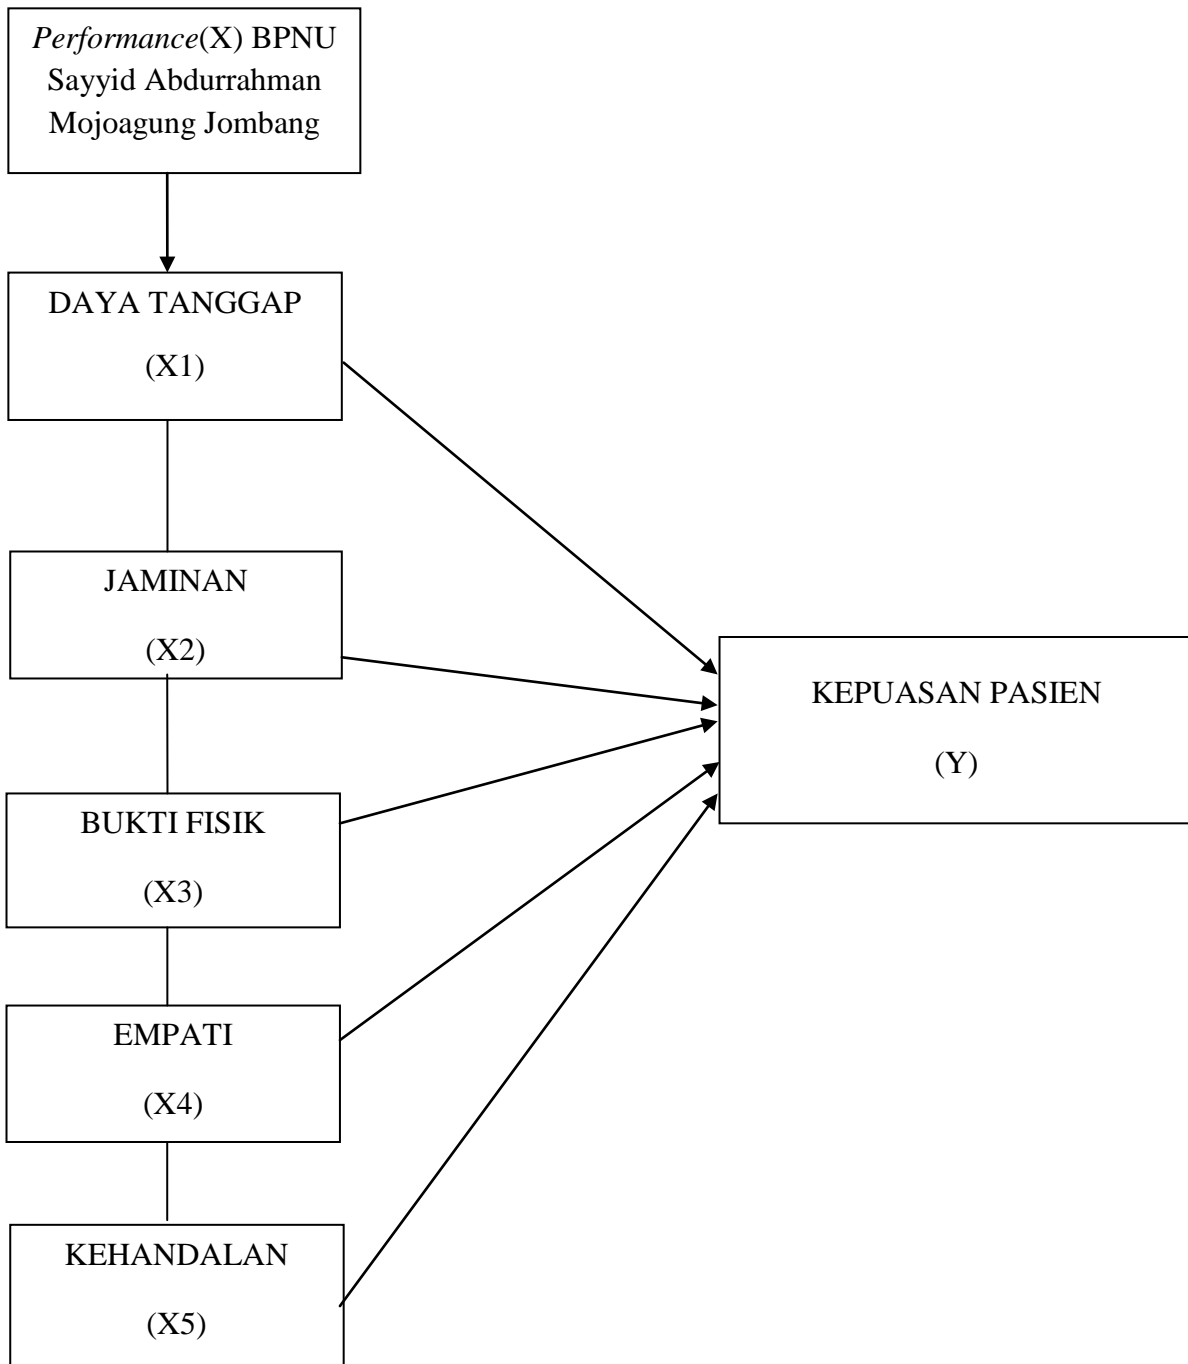 Performance(X) BPNU
Sayyid Abdurrahman
Mojoagung Jombang
DAYA TANGGAP
(X1)
JAMINAN
(X2)
KEPUASAN PASIEN
(Y)
BUKTI FISIK
(X3)
EMPATI
(X4)
KEHANDALAN
(X5)